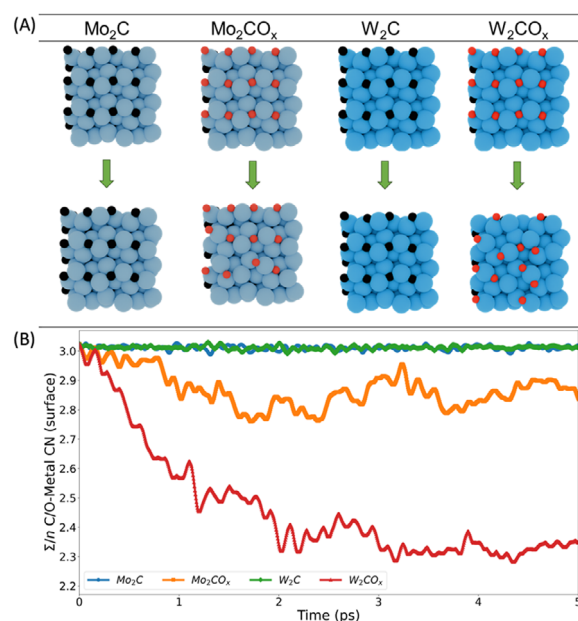 (A)
Mo₂C Mo₂COₓ W₂C W₂COₓ
(B)
Σ/n C/O-Metal CN (surface)
3.0
2.9
2.8
2.7
2.6
2.5
2.4
2.3
2.2
Mo₂C Mo₂COₓ W₂C W₂COₓ
0 1 2 3 4 5
Time (ps)